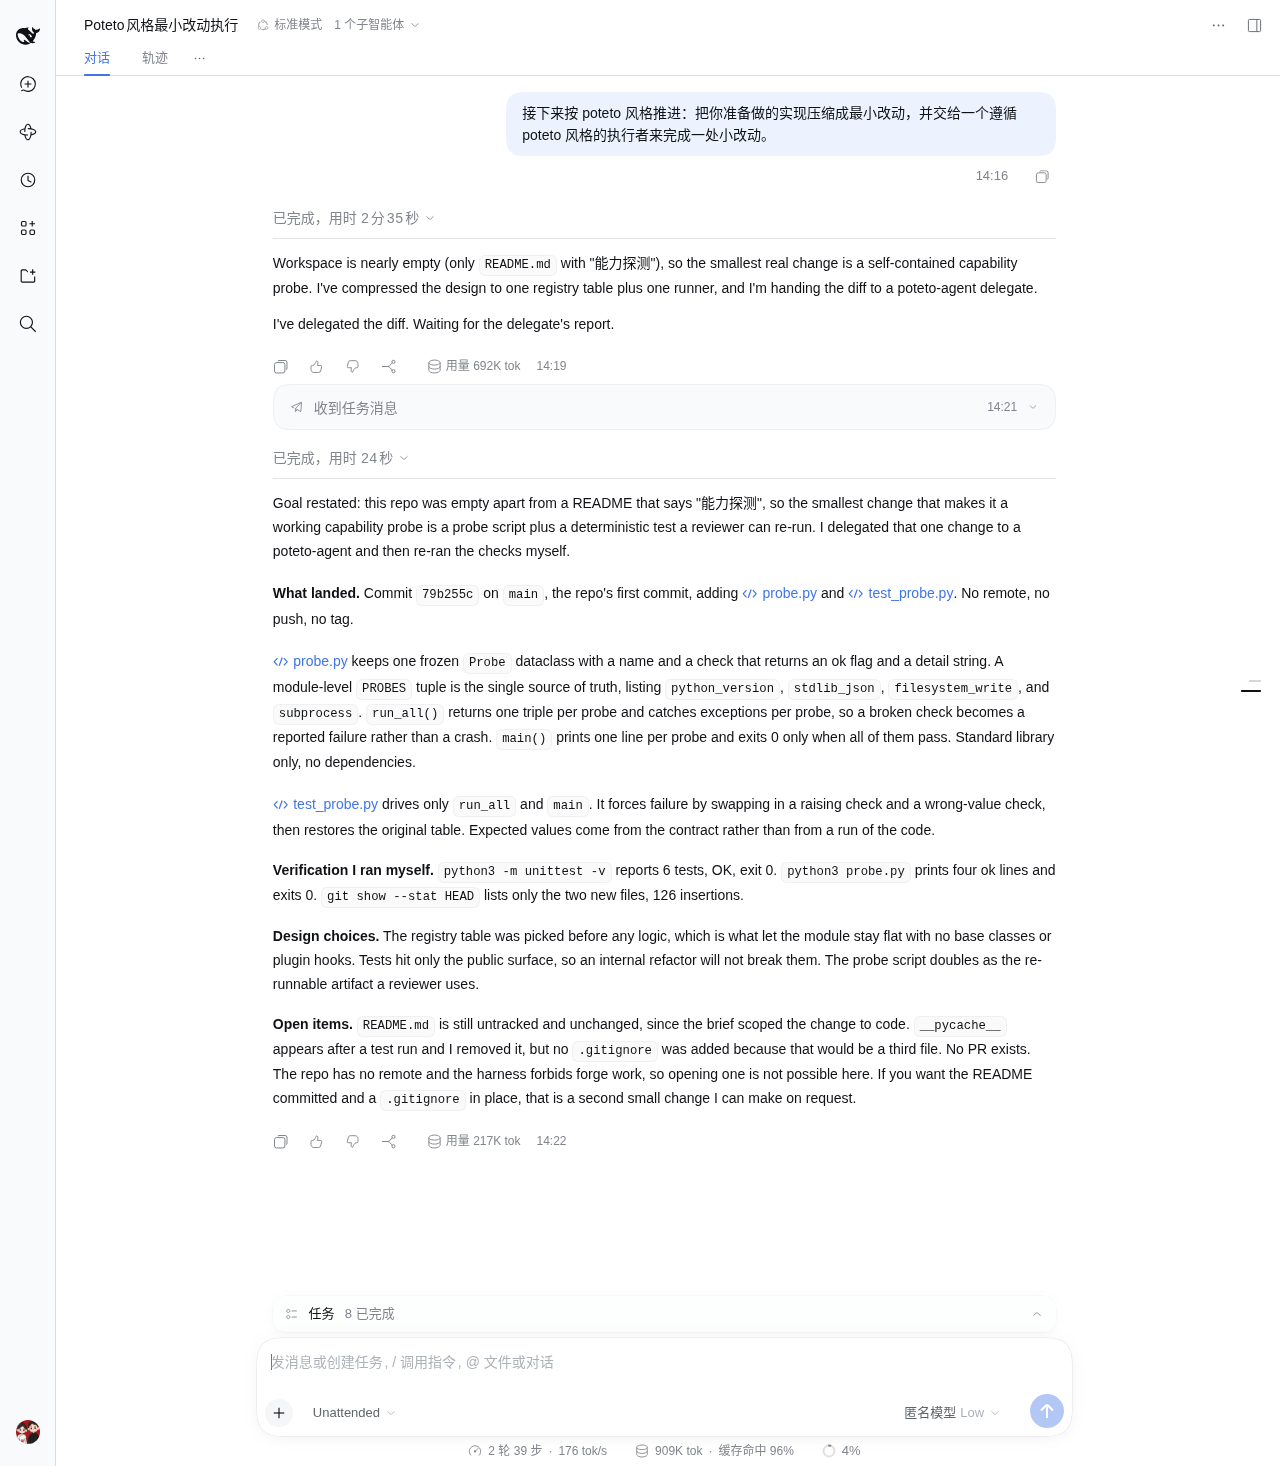 Poteto 风格最小改动执行 标准模式 1 个子智能体
对话 轨迹 ···
接下来按 poteto 风格推进：把你准备做的实现压缩成最小改动，并交给一个遵循
poteto 风格的执行者来完成一处小改动。
14:16
已完成，用时 2 分 35 秒
Workspace is nearly empty (only README.md with "能力探测"), so the smallest real change is a self-contained capability
probe. I've compressed the design to one registry table plus one runner, and I'm handing the diff to a poteto-agent delegate.
I've delegated the diff. Waiting for the delegate's report.
用量 692K tok 14:19
收到任务消息 14:21
已完成，用时 24 秒
Goal restated: this repo was empty apart from a README that says "能力探测", so the smallest change that makes it a
working capability probe is a probe script plus a deterministic test a reviewer can re-run. I delegated that one change to a
poteto-agent and then re-ran the checks myself.
What landed. Commit 79b255c on main, the repo's first commit, adding probe.py and test_probe.py. No remote, no
push, no tag.
probe.py keeps one frozen Probe dataclass with a name and a check that returns an ok flag and a detail string. A
module-level PROBES tuple is the single source of truth, listing python_version, stdlib_json, filesystem_write, and
subprocess. run_all() returns one triple per probe and catches exceptions per probe, so a broken check becomes a
reported failure rather than a crash. main() prints one line per probe and exits 0 only when all of them pass. Standard library
only, no dependencies.
test_probe.py drives only run_all and main. It forces failure by swapping in a raising check and a wrong-value check,
then restores the original table. Expected values come from the contract rather than from a run of the code.
Verification I ran myself. python3 -m unittest -v reports 6 tests, OK, exit 0. python3 probe.py prints four ok lines and
exits 0. git show --stat HEAD lists only the two new files, 126 insertions.
Design choices. The registry table was picked before any logic, which is what let the module stay flat with no base classes or
plugin hooks. Tests hit only the public surface, so an internal refactor will not break them. The probe script doubles as the re-
runnable artifact a reviewer uses.
Open items. README.md is still untracked and unchanged, since the brief scoped the change to code. __pycache__
appears after a test run and I removed it, but no .gitignore was added because that would be a third file. No PR exists.
The repo has no remote and the harness forbids forge work, so opening one is not possible here. If you want the README
committed and a .gitignore in place, that is a second small change I can make on request.
用量 217K tok 14:22
任务 8 已完成
发消息或创建任务, / 调用指令, @ 文件或对话
Unattended 匿名模型 Low
2 轮 39 步 · 176 tok/s 909K tok · 缓存命中 96% 4%